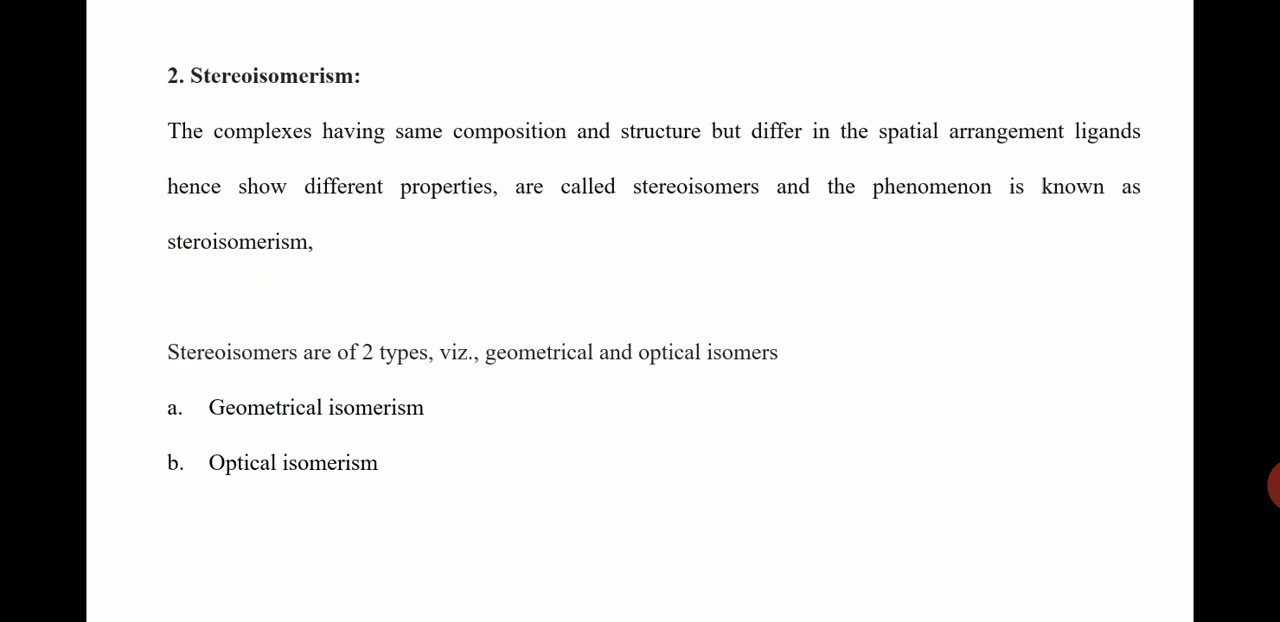 2. Stereoisomerism:
The complexes having same composition and structure but differ in the spatial arrangement ligands
hence show different properties, are called stereoisomers and the phenomenon is known as
steroisomerism,
Stereoisomers are of 2 types, viz., geometrical and optical isomers
a. Geometrical isomerism
b. Optical isomerism